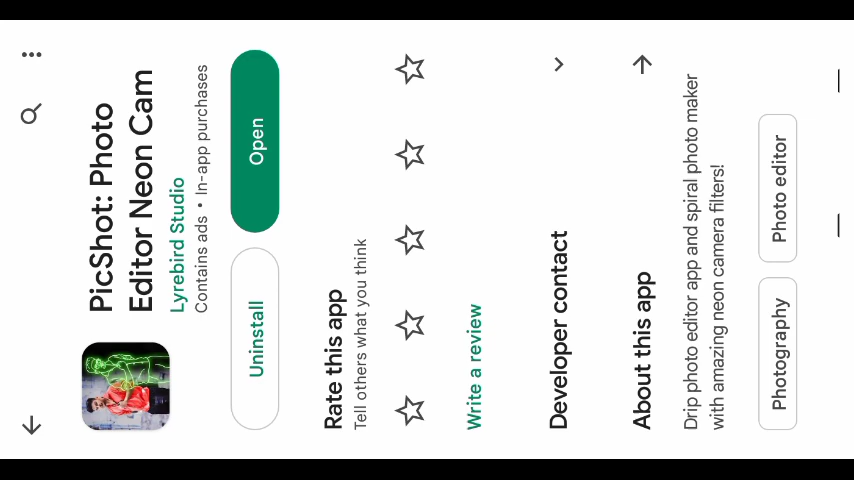 PicShot: Photo
Editor Neon Cam
Lyrebird Studio
Contains ads • In-app purchases
Uninstall
Open
Rate this app
Tell others what you think
Write a review
Developer contact
About this app
Drip photo editor app and spiral photo maker
with amazing neon camera filters!
Photography
Photo editor